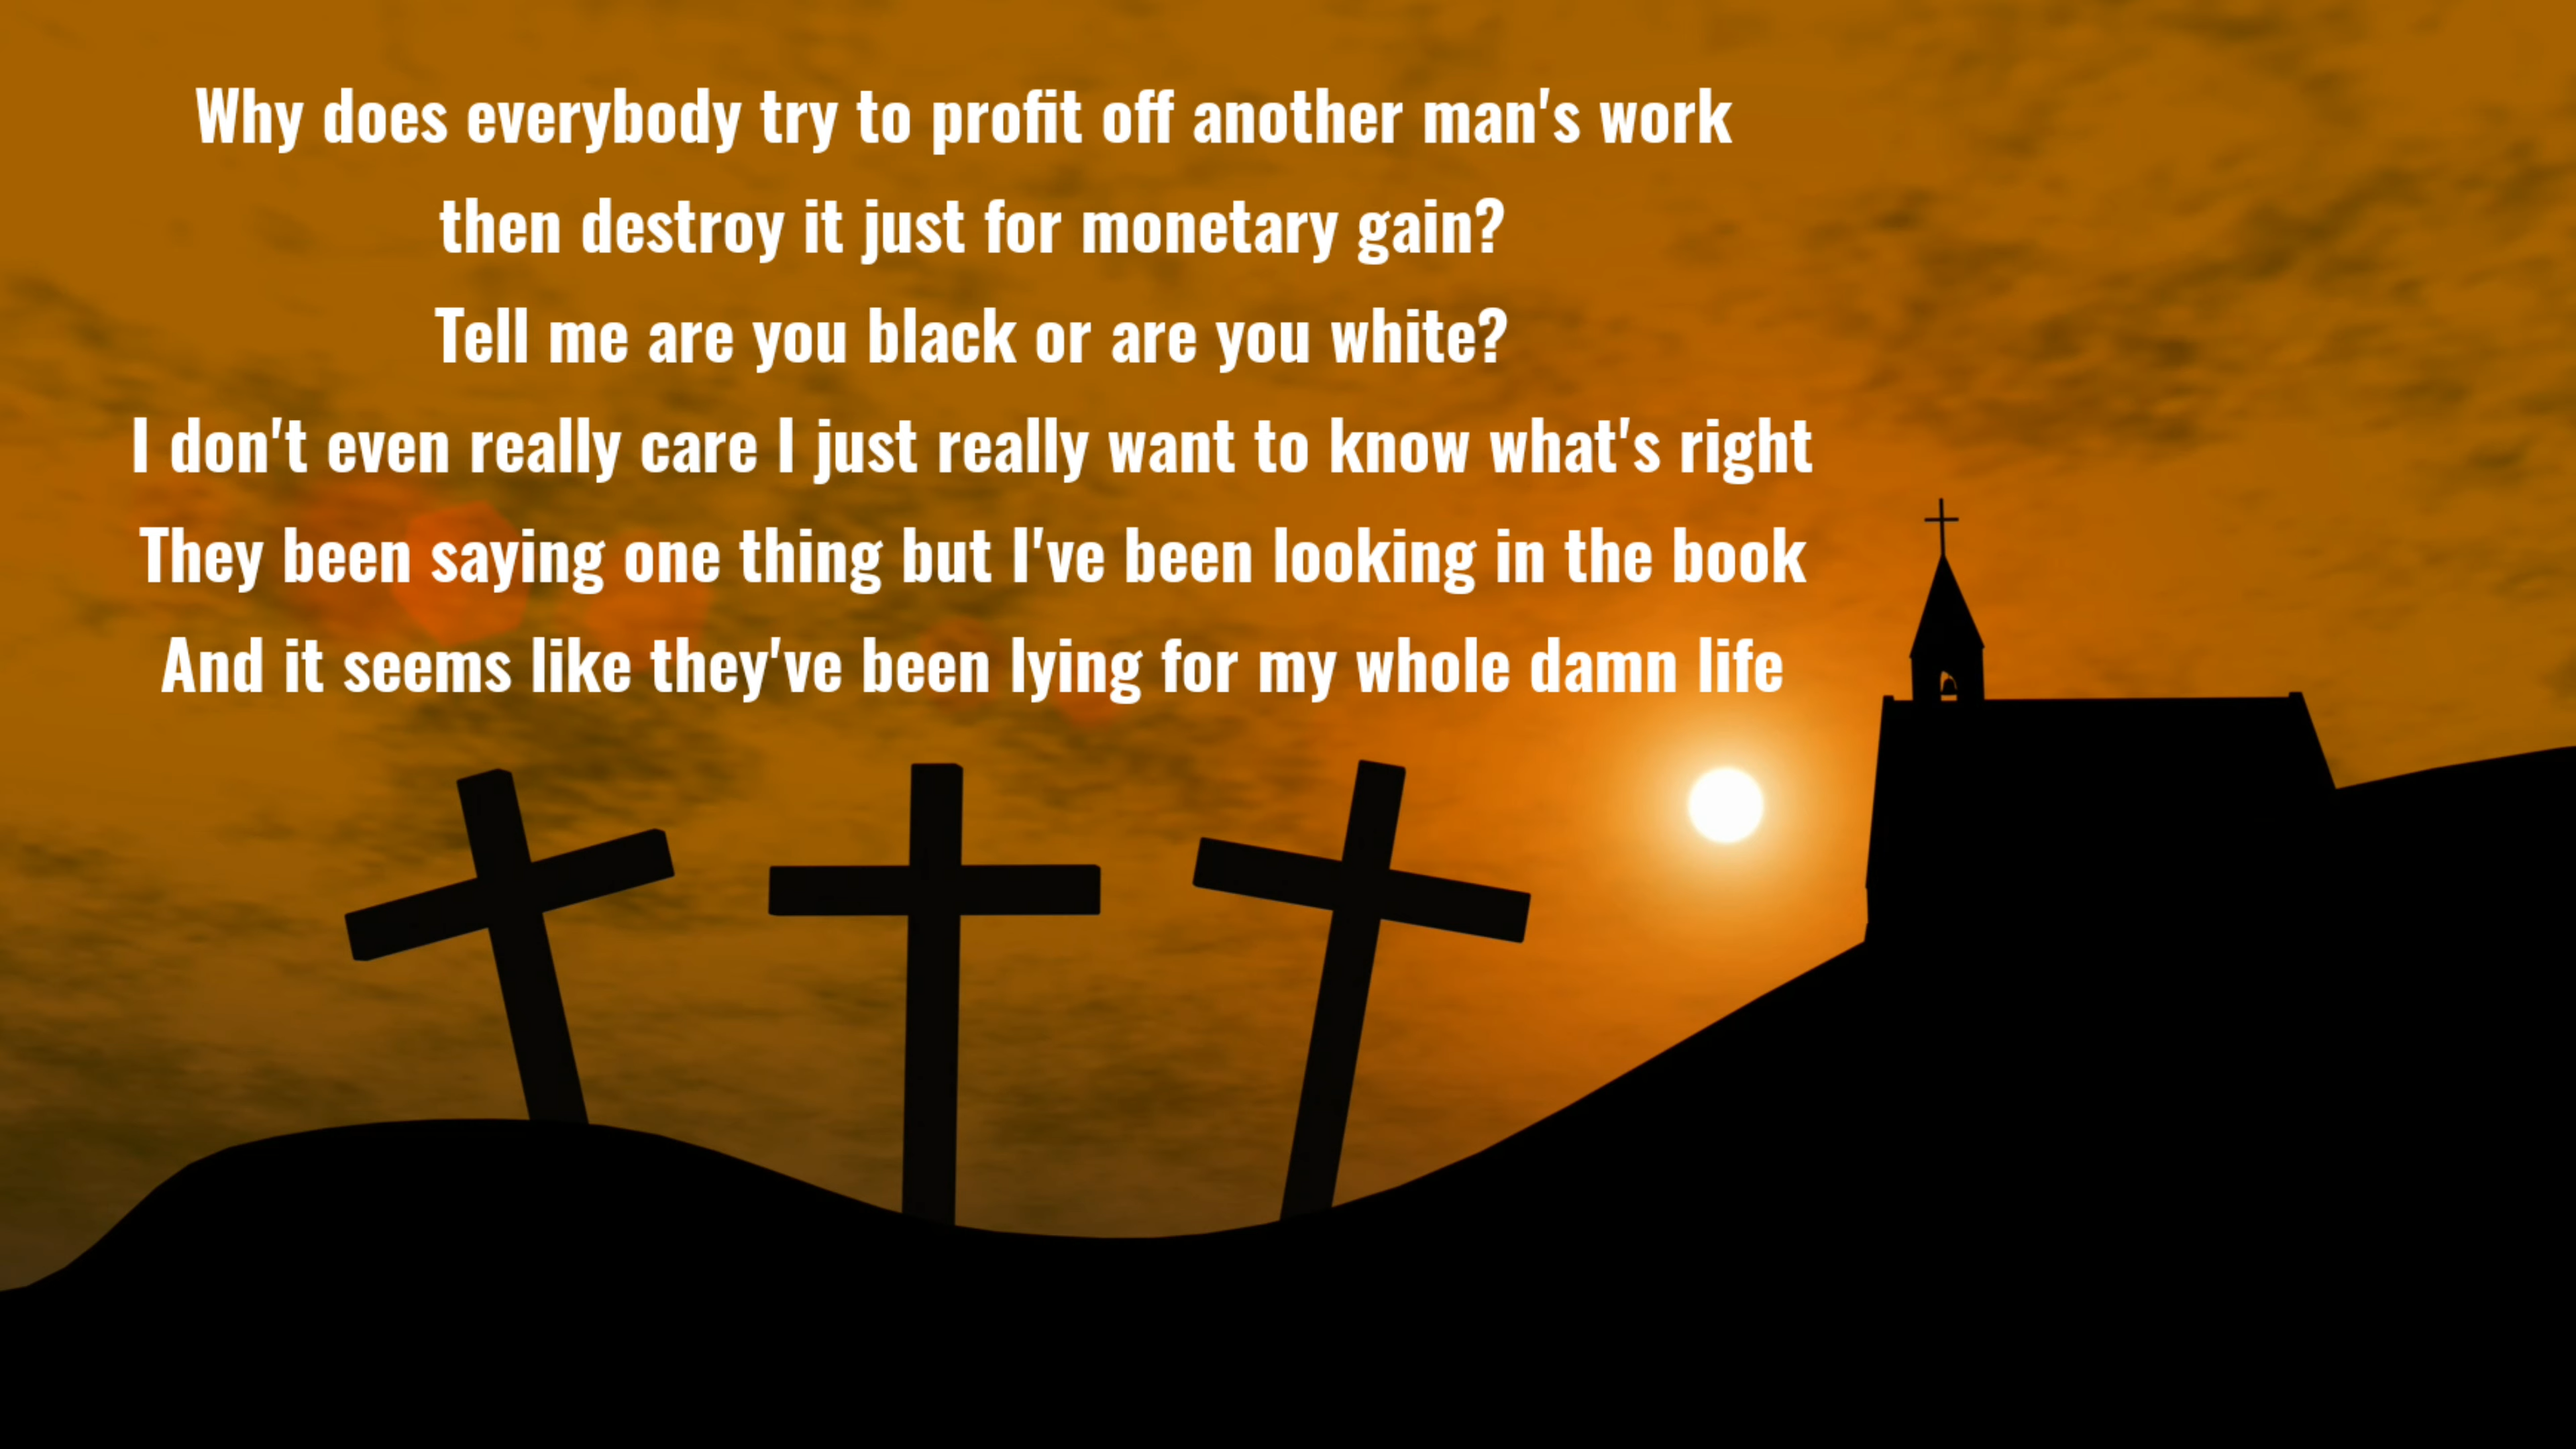 Why does everybody try to profit off another man's work
then destroy it just for monetary gain?
Tell me are you black or are you white?
I don't even really care I just really want to know what's right
They been saying one thing but I've been looking in the book
And it seems like they've been lying for my whole damn life